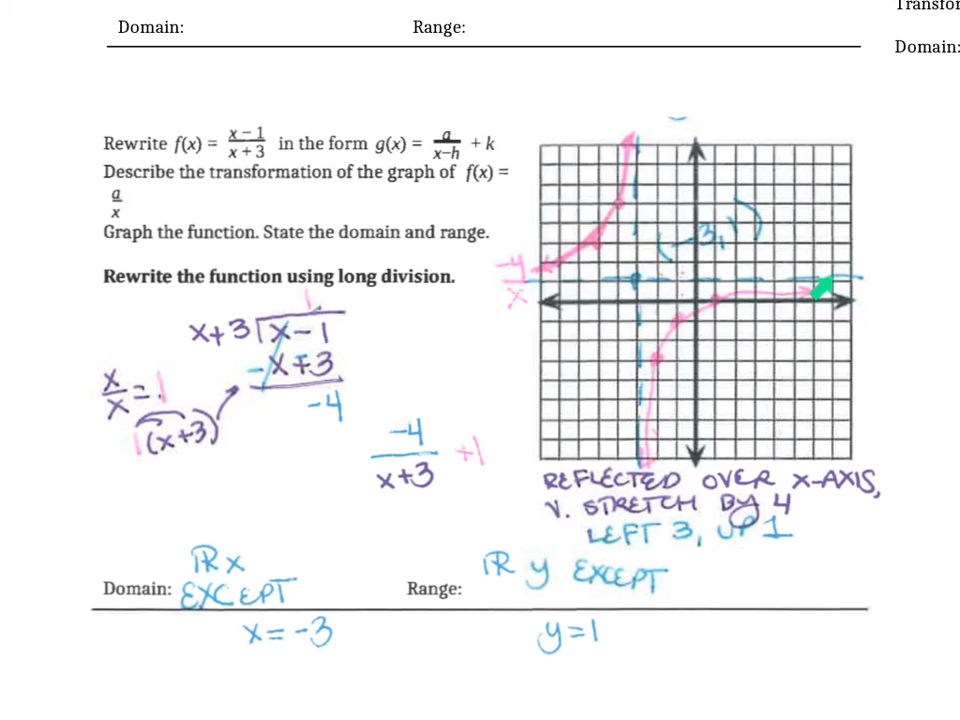 Transfor
Domain: Range:
Domain:
Rewrite f(x) = x − 1 / x + 3 in the form g(x) = a / x−h + k
Describe the transformation of the graph of f(x) =
a
x
Graph the function. State the domain and range.
Rewrite the function using long division.
1
x+3 x−1
−x+3
−4
x/x = 1
1(x+3)
−4 / x+3 +1
−4/x
(−3,1)
REFLECTED OVER X-AXIS,
V. STRETCH BY 4
LEFT 3, UP 1
Domain: ℝ x
EXCEPT
x = −3
Range: ℝ y EXCEPT
y=1